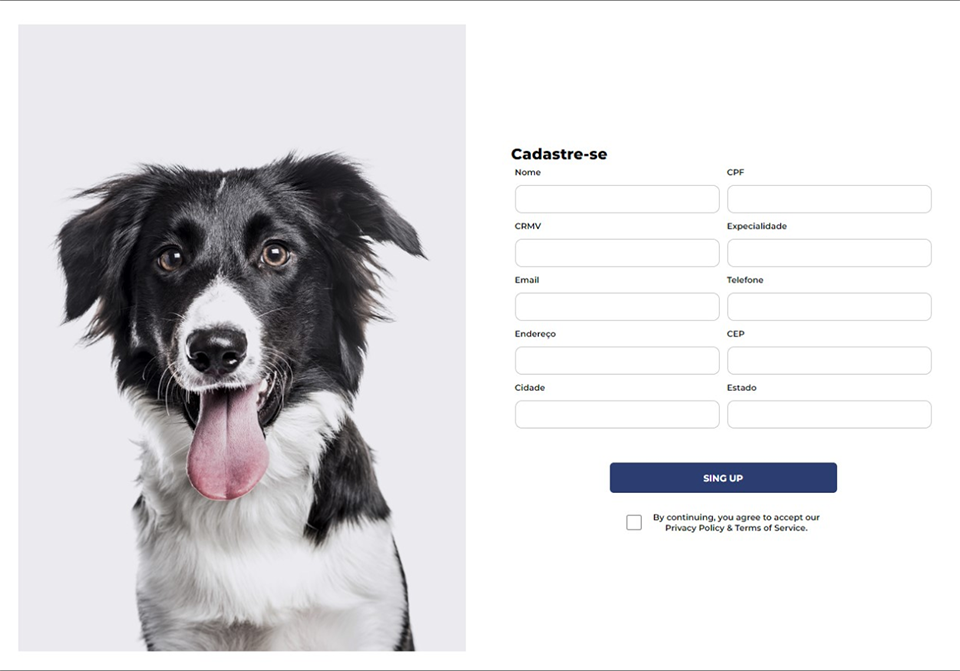 Cadastre-se
Nome
CPF
CRMV
Expecialidade
Email
Telefone
Endereço
CEP
Cidade
Estado
SING UP
By continuing, you agree to accept our
Privacy Policy & Terms of Service.